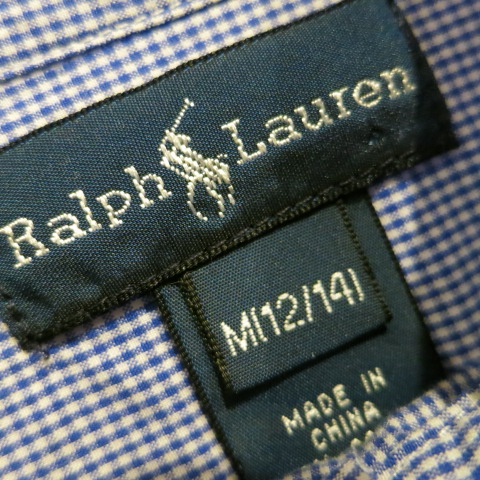 Ralph Lauren
M(12/14)
MADE IN
CHINA